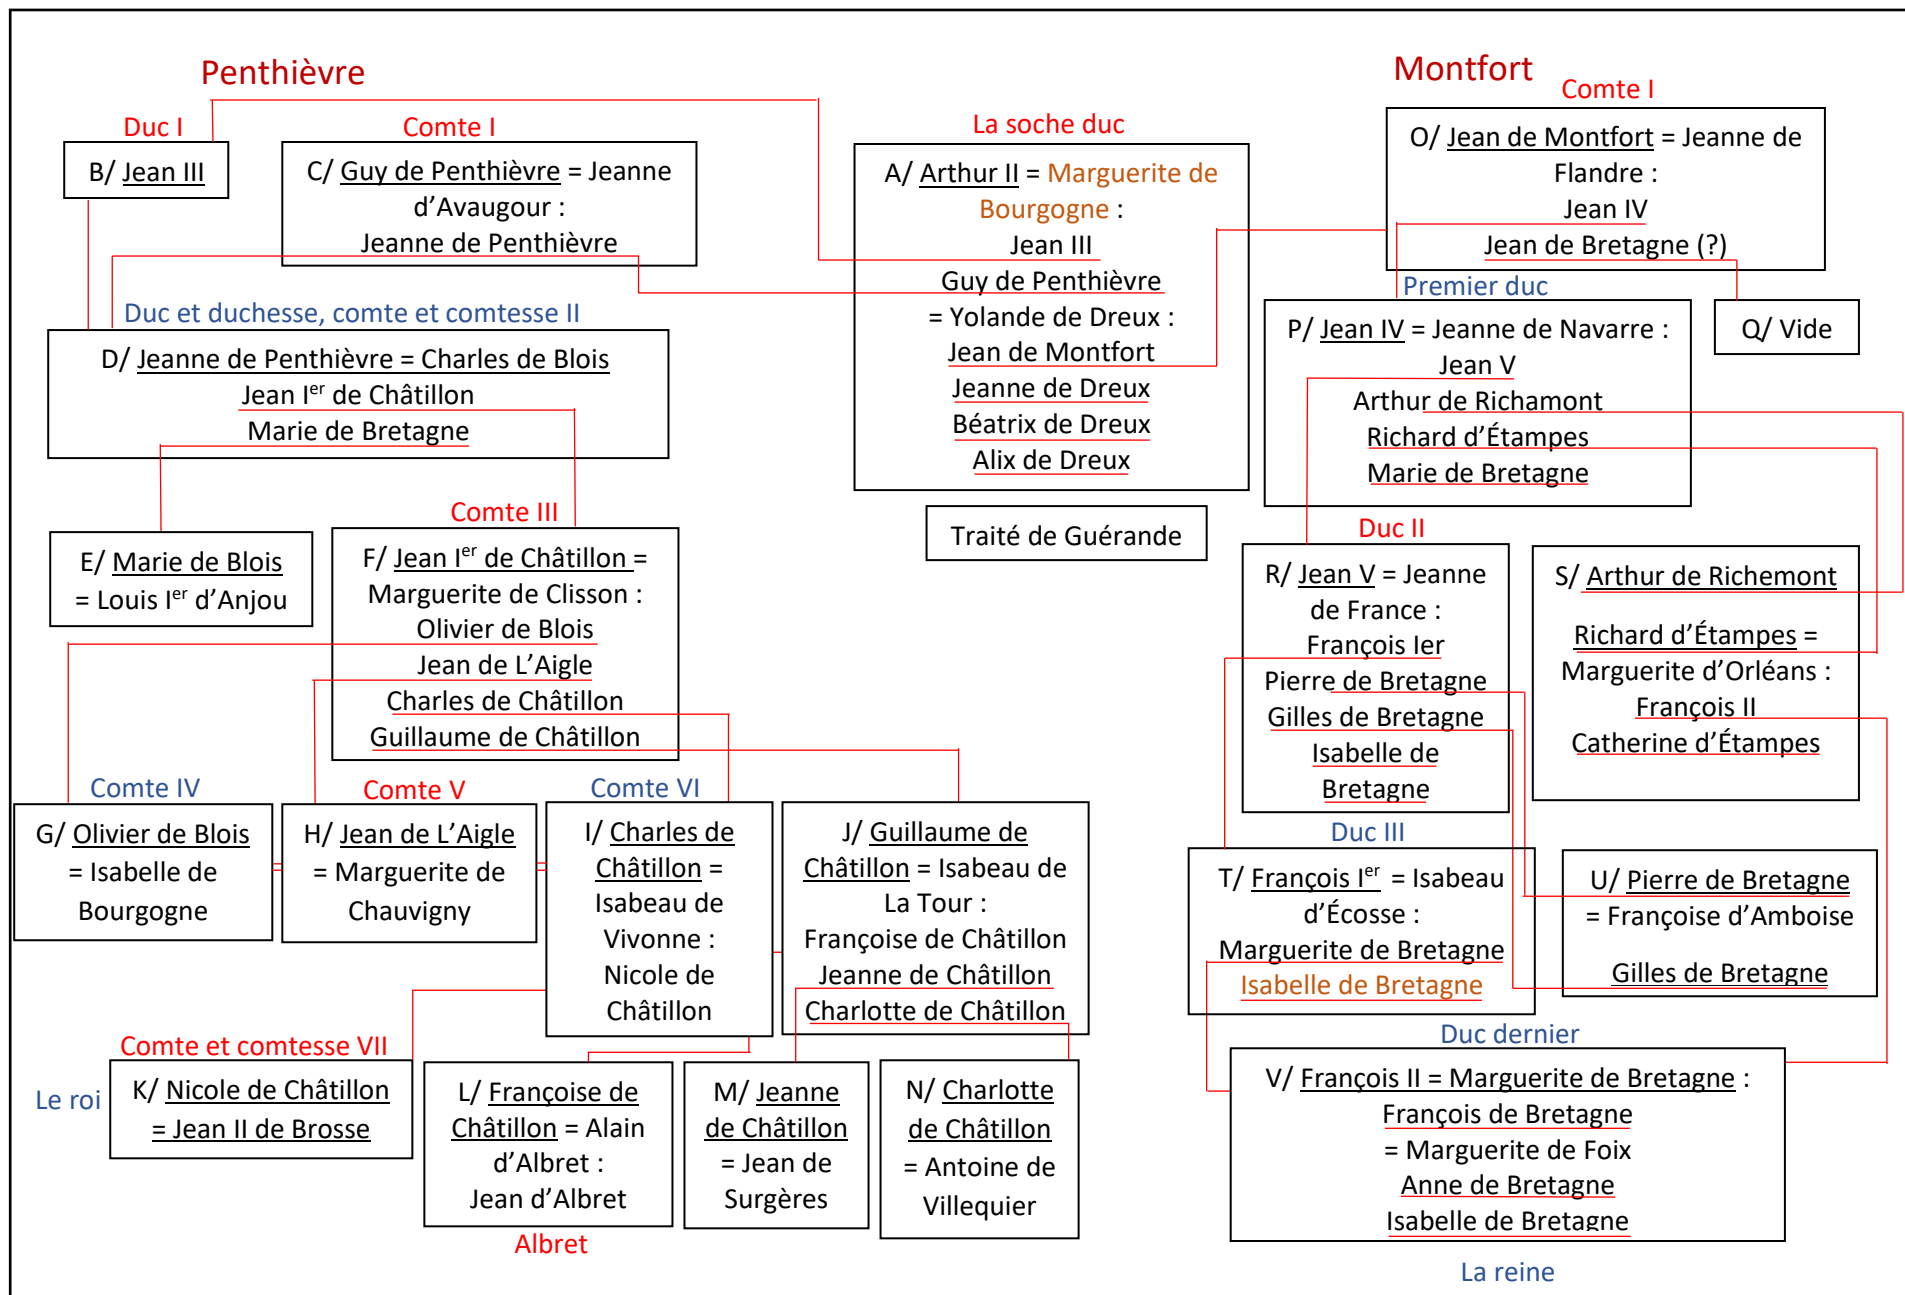 Penthièvre
Montfort
Duc I
Comte I
La soche duc
Comte I
B/ Jean III
C/ Guy de Penthièvre = Jeanne
d’Avaugour :
Jeanne de Penthièvre
A/ Arthur II = Marguerite de
Bourgogne :
Jean III
Guy de Penthièvre
= Yolande de Dreux :
Jean de Montfort
Jeanne de Dreux
Béatrix de Dreux
Alix de Dreux
O/ Jean de Montfort = Jeanne de
Flandre :
Jean IV
Jean de Bretagne (?)
Duc et duchesse, comte et comtesse II
D/ Jeanne de Penthièvre = Charles de Blois
Jean Ier de Châtillon
Marie de Bretagne
Premier duc
P/ Jean IV = Jeanne de Navarre :
Jean V
Arthur de Richamont
Richard d’Étampes
Marie de Bretagne
Q/ Vide
Traité de Guérande
E/ Marie de Blois
= Louis Ier d’Anjou
Comte III
F/ Jean Ier de Châtillon =
Marguerite de Clisson :
Olivier de Blois
Jean de L’Aigle
Charles de Châtillon
Guillaume de Châtillon
Duc II
R/ Jean V = Jeanne
de France :
François Ier
Pierre de Bretagne
Gilles de Bretagne
Isabelle de
Bretagne
S/ Arthur de Richemont
Richard d’Étampes =
Marguerite d’Orléans :
François II
Catherine d’Étampes
Comte IV
G/ Olivier de Blois
= Isabelle de
Bourgogne
Comte V
H/ Jean de L’Aigle
= Marguerite de
Chauvigny
Comte VI
I/ Charles de
Châtillon =
Isabeau de
Vivonne :
Nicole de
Châtillon
J/ Guillaume de
Châtillon = Isabeau de
La Tour :
Françoise de Châtillon
Jeanne de Châtillon
Charlotte de Châtillon
Duc III
T/ François Ier = Isabeau
d’Écosse :
Marguerite de Bretagne
Isabelle de Bretagne
U/ Pierre de Bretagne
= Françoise d’Amboise
Gilles de Bretagne
Comte et comtesse VII
Le roi
K/ Nicole de Châtillon
= Jean II de Brosse
L/ Françoise de
Châtillon = Alain
d’Albret :
Jean d’Albret
Albret
M/ Jeanne
de Châtillon
= Jean de
Surgères
N/ Charlotte
de Châtillon
= Antoine de
Villequier
Duc dernier
V/ François II = Marguerite de Bretagne :
François de Bretagne
= Marguerite de Foix
Anne de Bretagne
Isabelle de Bretagne
La reine